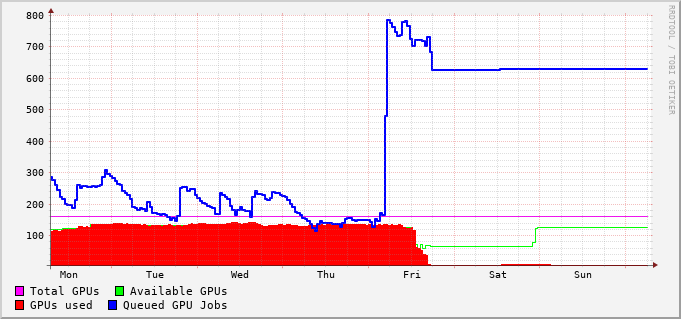 800
700
600
500
400
300
200
100
Mon Tue Wed Thu Fri Sat Sun
Total GPUs Available GPUs
GPUs used Queued GPU Jobs
RRDTOOL / TOBI OETIKER